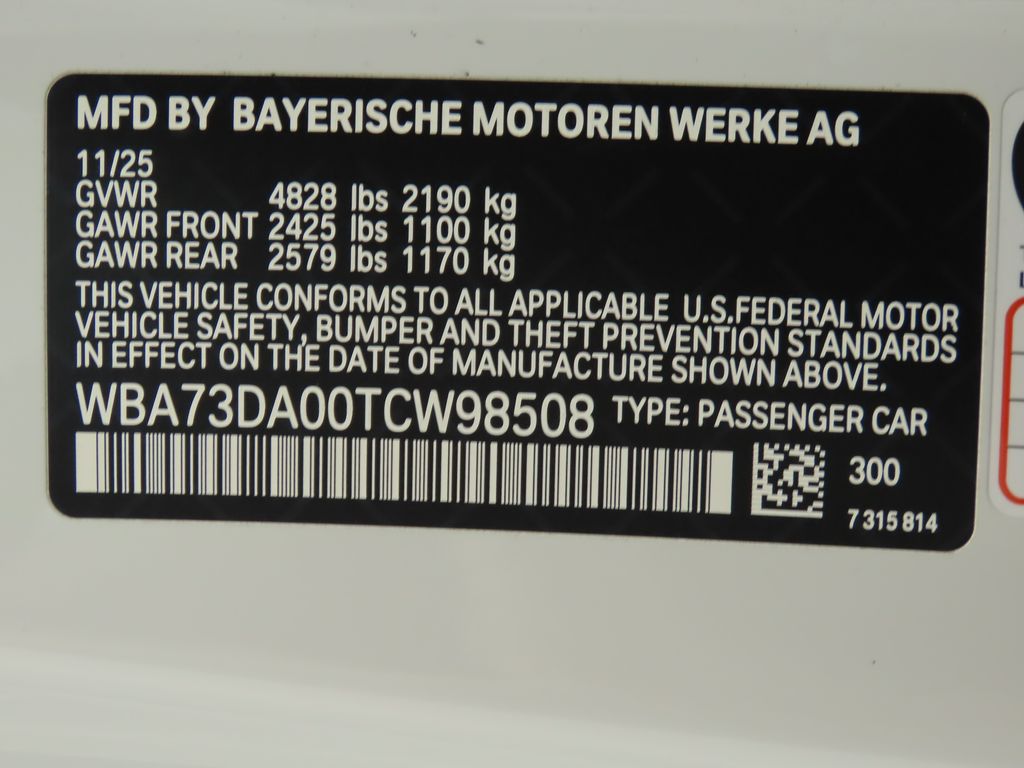 MFD BY BAYERISCHE MOTOREN WERKE AG
11/25
GVWR 4828 lbs 2190 kg
GAWR FRONT 2425 lbs 1100 kg
GAWR REAR 2579 lbs 1170 kg
THIS VEHICLE CONFORMS TO ALL APPLICABLE U.S.FEDERAL MOTOR
VEHICLE SAFETY, BUMPER AND THEFT PREVENTION STANDARDS
IN EFFECT ON THE DATE OF MANUFACTURE SHOWN ABOVE.
WBA73DA00TCW98508 TYPE: PASSENGER CAR
300
7 315 814